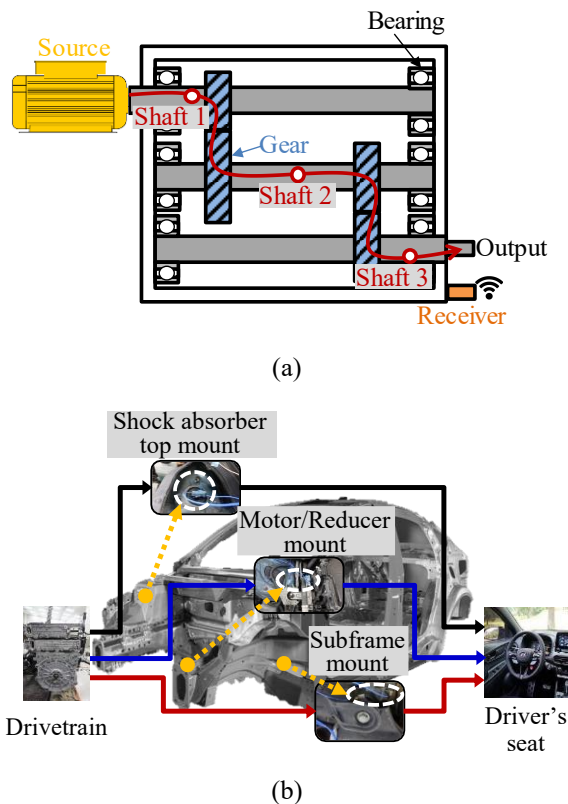 Bearing
Source
Shaft 1
Gear
Shaft 2
Output
Shaft 3
Receiver
(a)
Shock absorber
top mount
Motor/Reducer
mount
Subframe
mount
Drivetrain
Driver's
seat
(b)